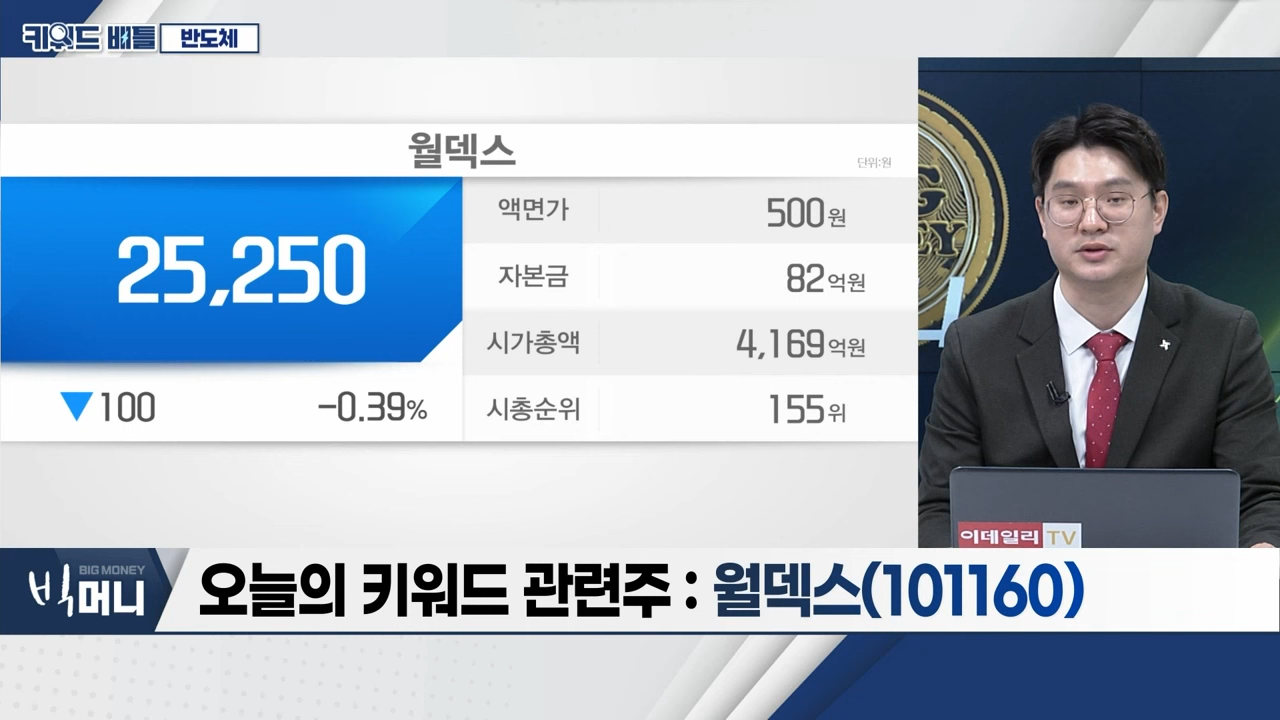 키워드 배틀 반도체
월덱스
단위:원
25,250
▼100 -0.39%
액면가 500원
자본금 82억원
시가총액 4,169억원
시총순위 155위
이데일리TV
빅머니 BIG MONEY
오늘의 키워드 관련주 : 월덱스(101160)